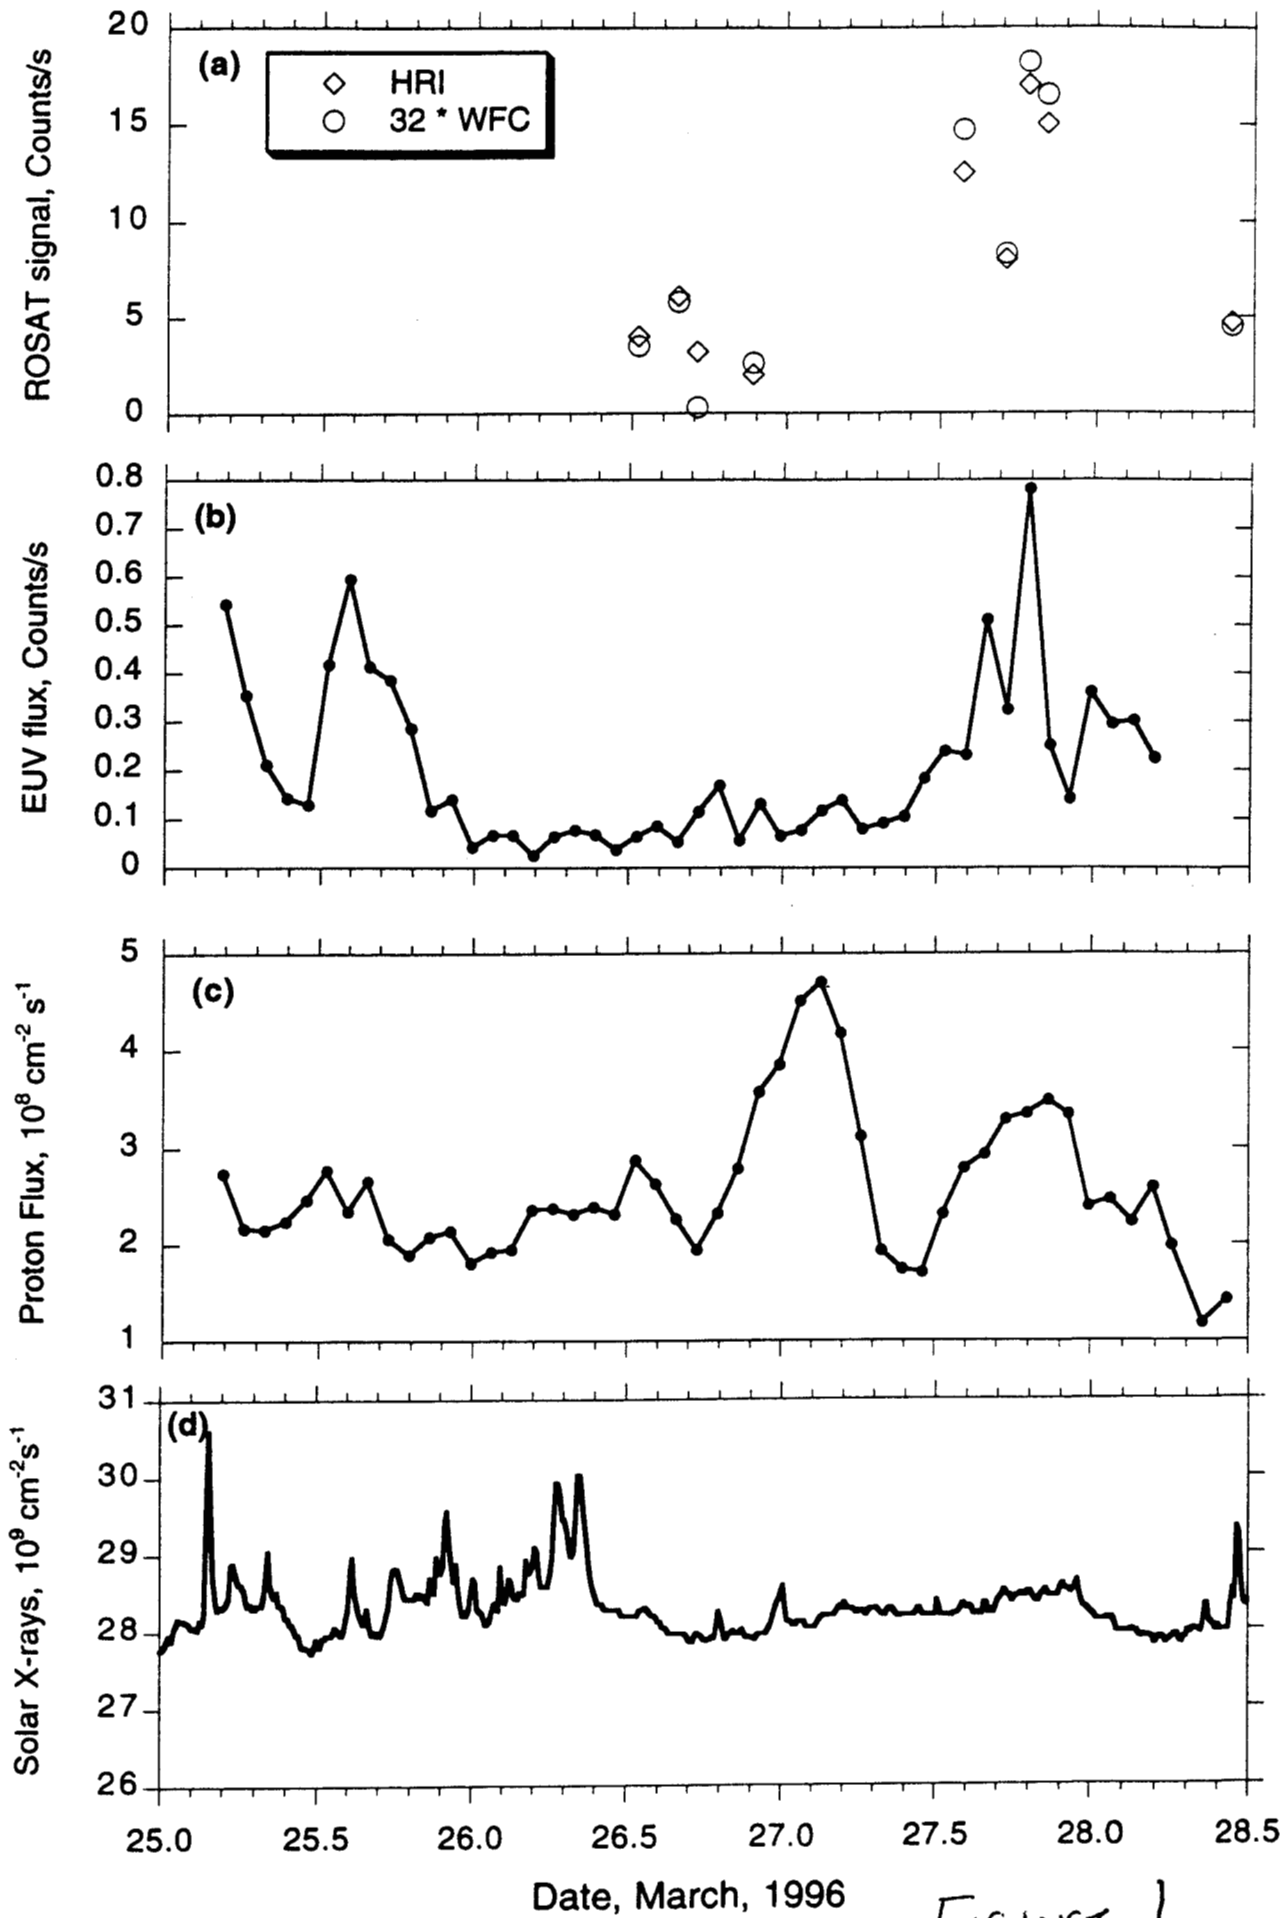 20
(a)
HRI
32 * WFC
15
10
5
0
ROSAT signal, Counts/s
0.8
(b)
0.7
0.6
0.5
0.4
0.3
0.2
0.1
0
EUV flux, Counts/s
5
(c)
4
3
2
1
Proton Flux, 10⁸ cm⁻² s⁻¹
31
(d)
30
29
28
27
26
Solar X-rays, 10⁹ cm⁻²s⁻¹
25.0 25.5 26.0 26.5 27.0 27.5 28.0 28.5
Date, March, 1996
Figure 1